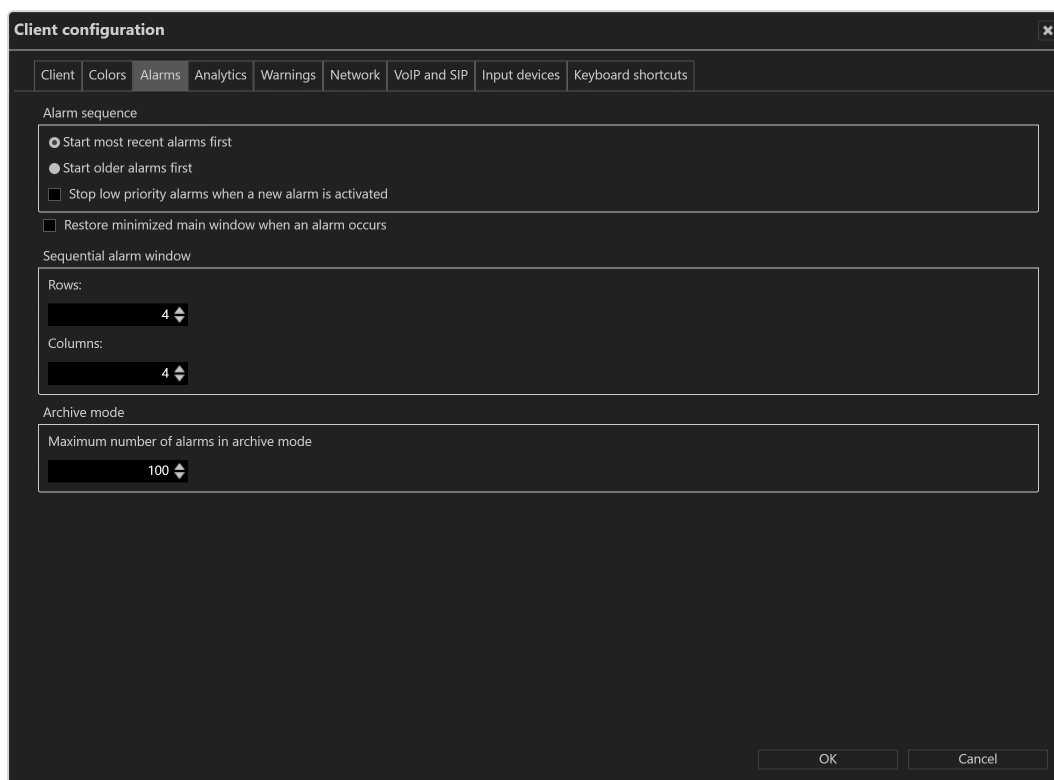 Client configuration
Client Colors Alarms Analytics Warnings Network VoIP and SIP Input devices Keyboard shortcuts
Alarm sequence
Start most recent alarms first
Start older alarms first
Stop low priority alarms when a new alarm is activated
Restore minimized main window when an alarm occurs
Sequential alarm window
Rows:
4
Columns:
4
Archive mode
Maximum number of alarms in archive mode
100
OK Cancel